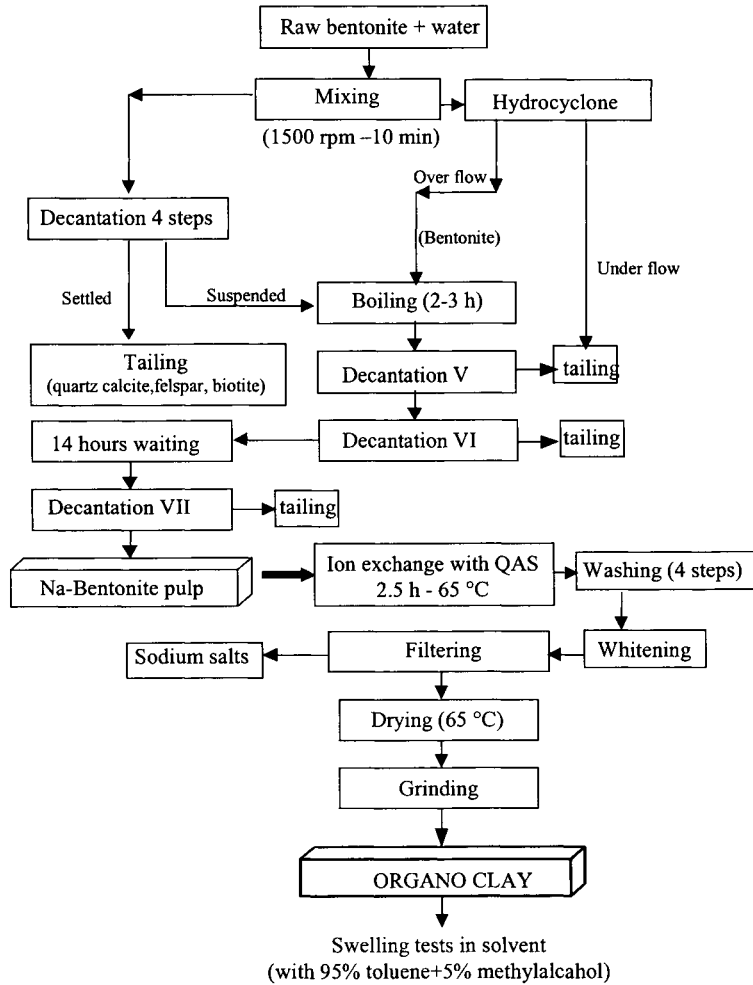 Raw bentonite + water
Mixing
Hydrocyclone
(1500 rpm –10 min)
Over flow
Decantation 4 steps
(Bentonite)
Under flow
Settled
Suspended
Boiling (2-3 h)
Tailing
(quartz calcite,felspar, biotite)
Decantation V
tailing
14 hours waiting
Decantation VI
tailing
Decantation VII
tailing
Na-Bentonite pulp
Ion exchange with QAS
2.5 h - 65 °C
Washing (4 steps)
Sodium salts
Filtering
Whitening
Drying (65 °C)
Grinding
ORGANO CLAY
Swelling tests in solvent
(with 95% toluene+5% methylalcahol)